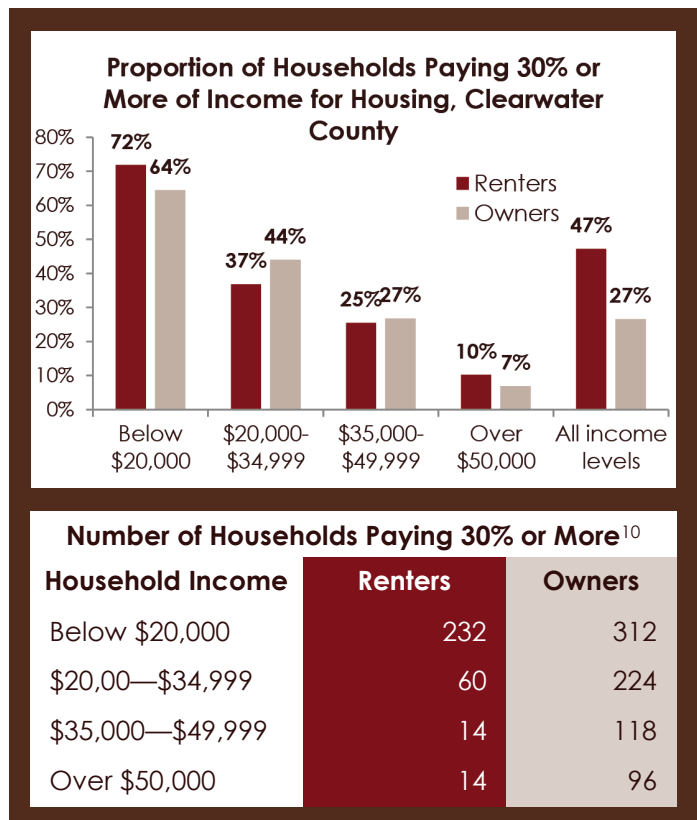 Proportion of Households Paying 30% or
More of Income for Housing, Clearwater
County
80%
70%
60%
50%
40%
30%
20%
10%
0%
72%
64%
37%
44%
25%
27%
10%
7%
47%
27%
Renters
Owners
Below
$20,000
$20,000-
$34,999
$35,000-
$49,999
Over
$50,000
All income
levels
Number of Households Paying 30% or More10
Household Income Renters Owners
Below $20,000 232 312
$20,00—$34,999 60 224
$35,000—$49,999 14 118
Over $50,000 14 96